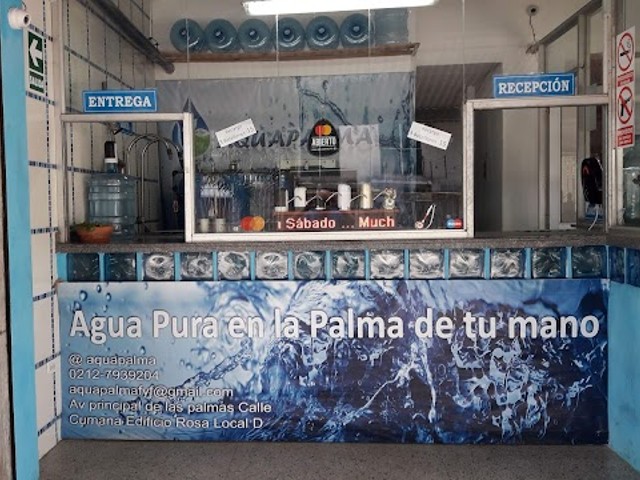 ENTREGA
RECEPCIÓN
AQUAPALMA
ABIERTO
Sábado ... Much
Agua Pura en la Palma de tu mano
@ aquapalma
0212-7939204
aquapalmafyf@gmail.com
Av principal de las palmas Calle
Cumana Edificio Rosa Local D